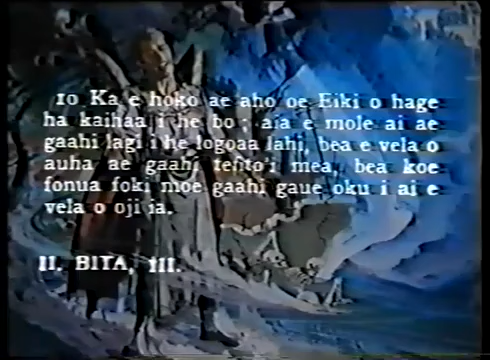 10 Ka e hoko ae aho oe Eiki o hage
ha kaihaa i he bo ; aia e mole ai ae
gaahi lagi i he logoaa lahi, bea e vela o
auha ae gaahi tefito'i mea, bea koe
fonua foki moe gaahi gaue oku i ai e
vela o oji ia.
II. BITA, III.